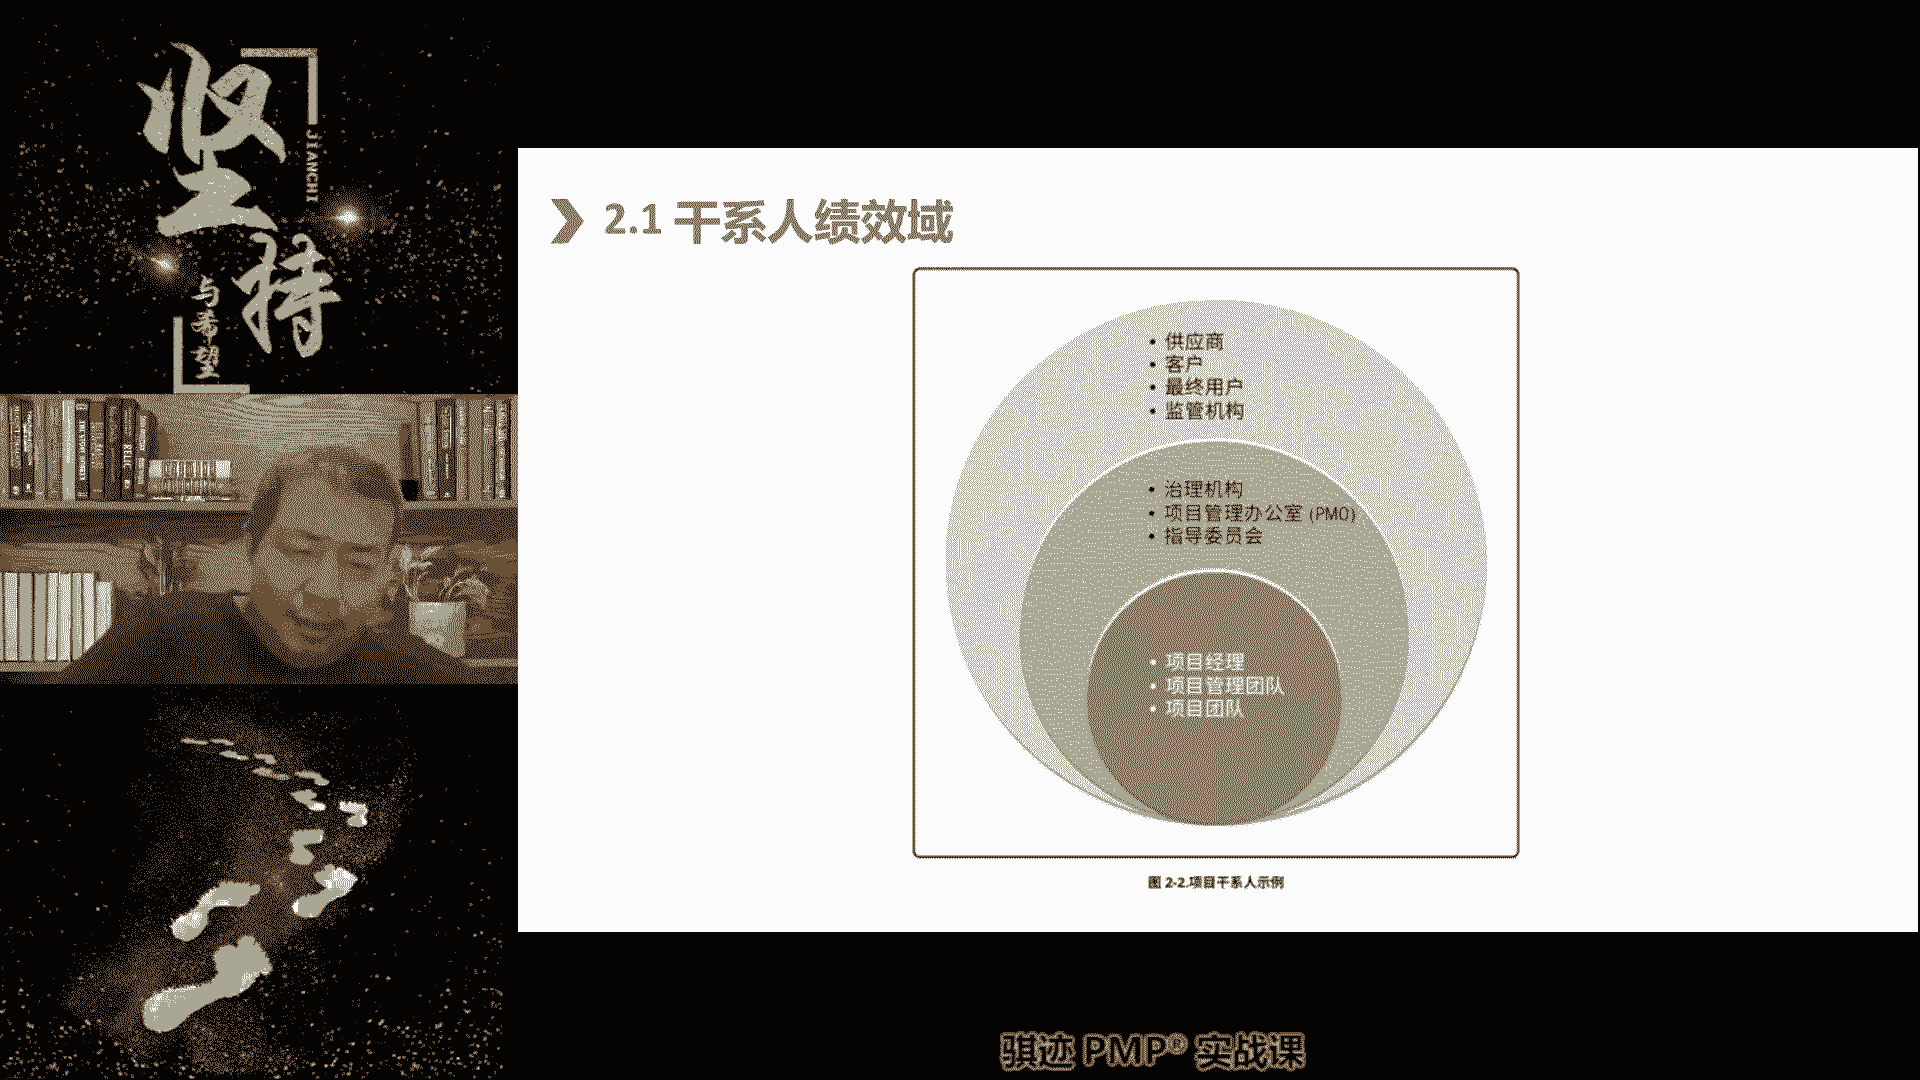 坚持
JIANCHI
与希望
2.1 干系人绩效域
• 供应商
• 客户
• 最终用户
• 监管机构
• 治理机构
• 项目管理办公室 (PMO)
• 指导委员会
• 项目经理
• 项目管理团队
• 项目团队
图 2-2.项目干系人示例
骐迹 PMP® 实战课